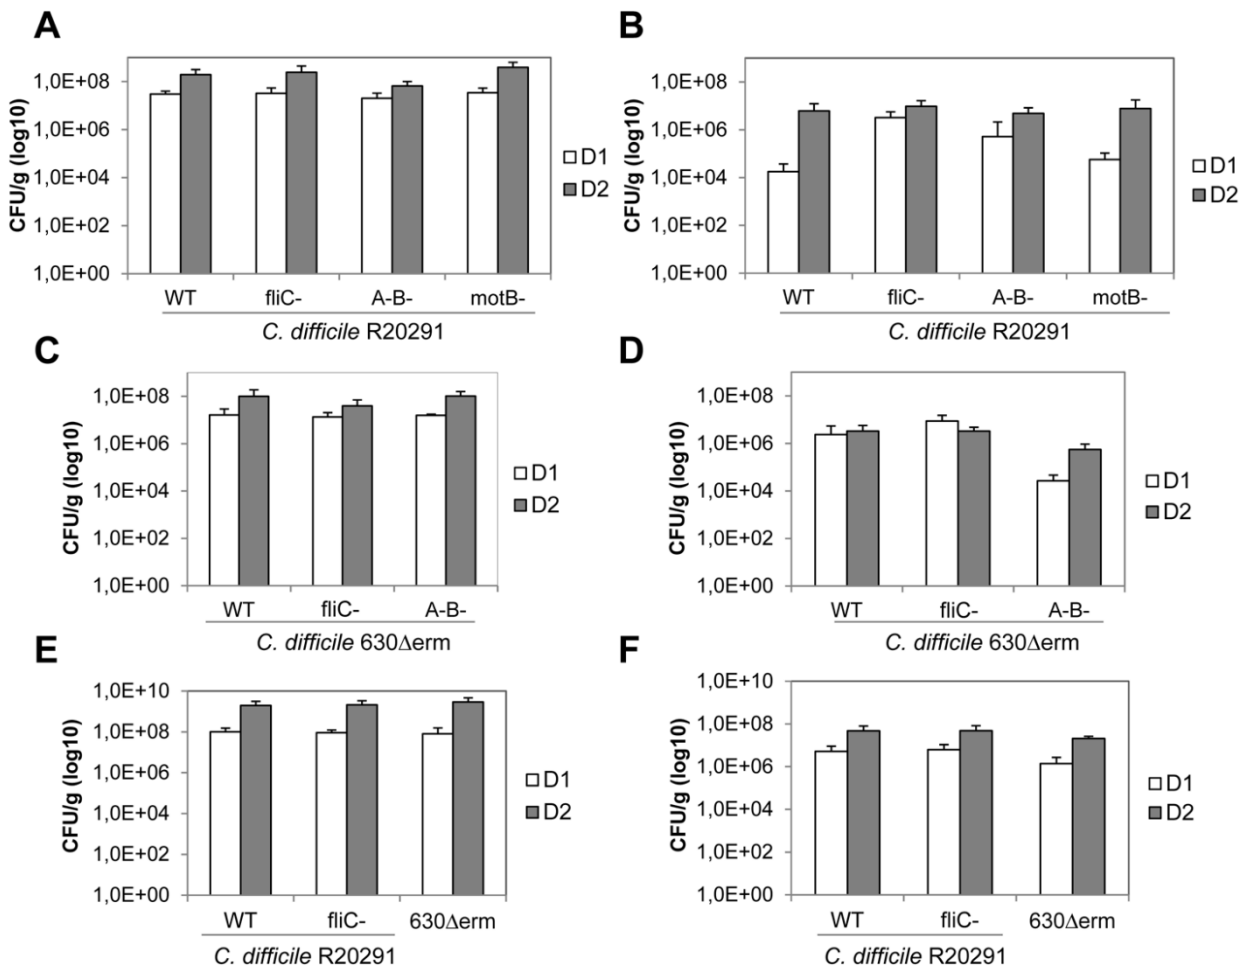 A
CFU/g (log10)
1,0E+08
1,0E+06
1,0E+04
1,0E+02
1,0E+00
WT fliC- A-B- motB-
C. difficile R20291
D1
D2
B
CFU/g (log10)
1,0E+08
1,0E+06
1,0E+04
1,0E+02
1,0E+00
WT fliC- A-B- motB-
C. difficile R20291
D1
D2
C
CFU/g (log10)
1,0E+08
1,0E+06
1,0E+04
1,0E+02
1,0E+00
WT fliC- A-B-
C. difficile 630Δerm
D1
D2
D
CFU/g (log10)
1,0E+08
1,0E+06
1,0E+04
1,0E+02
1,0E+00
WT fliC- A-B-
C. difficile 630Δerm
D1
D2
E
CFU/g (log10)
1,0E+10
1,0E+08
1,0E+06
1,0E+04
1,0E+02
1,0E+00
WT fliC- 630Δerm
C. difficile R20291
D1
D2
F
CFU/g (log10)
1,0E+10
1,0E+08
1,0E+06
1,0E+04
1,0E+02
1,0E+00
WT fliC- 630Δerm
C. difficile R20291
D1
D2